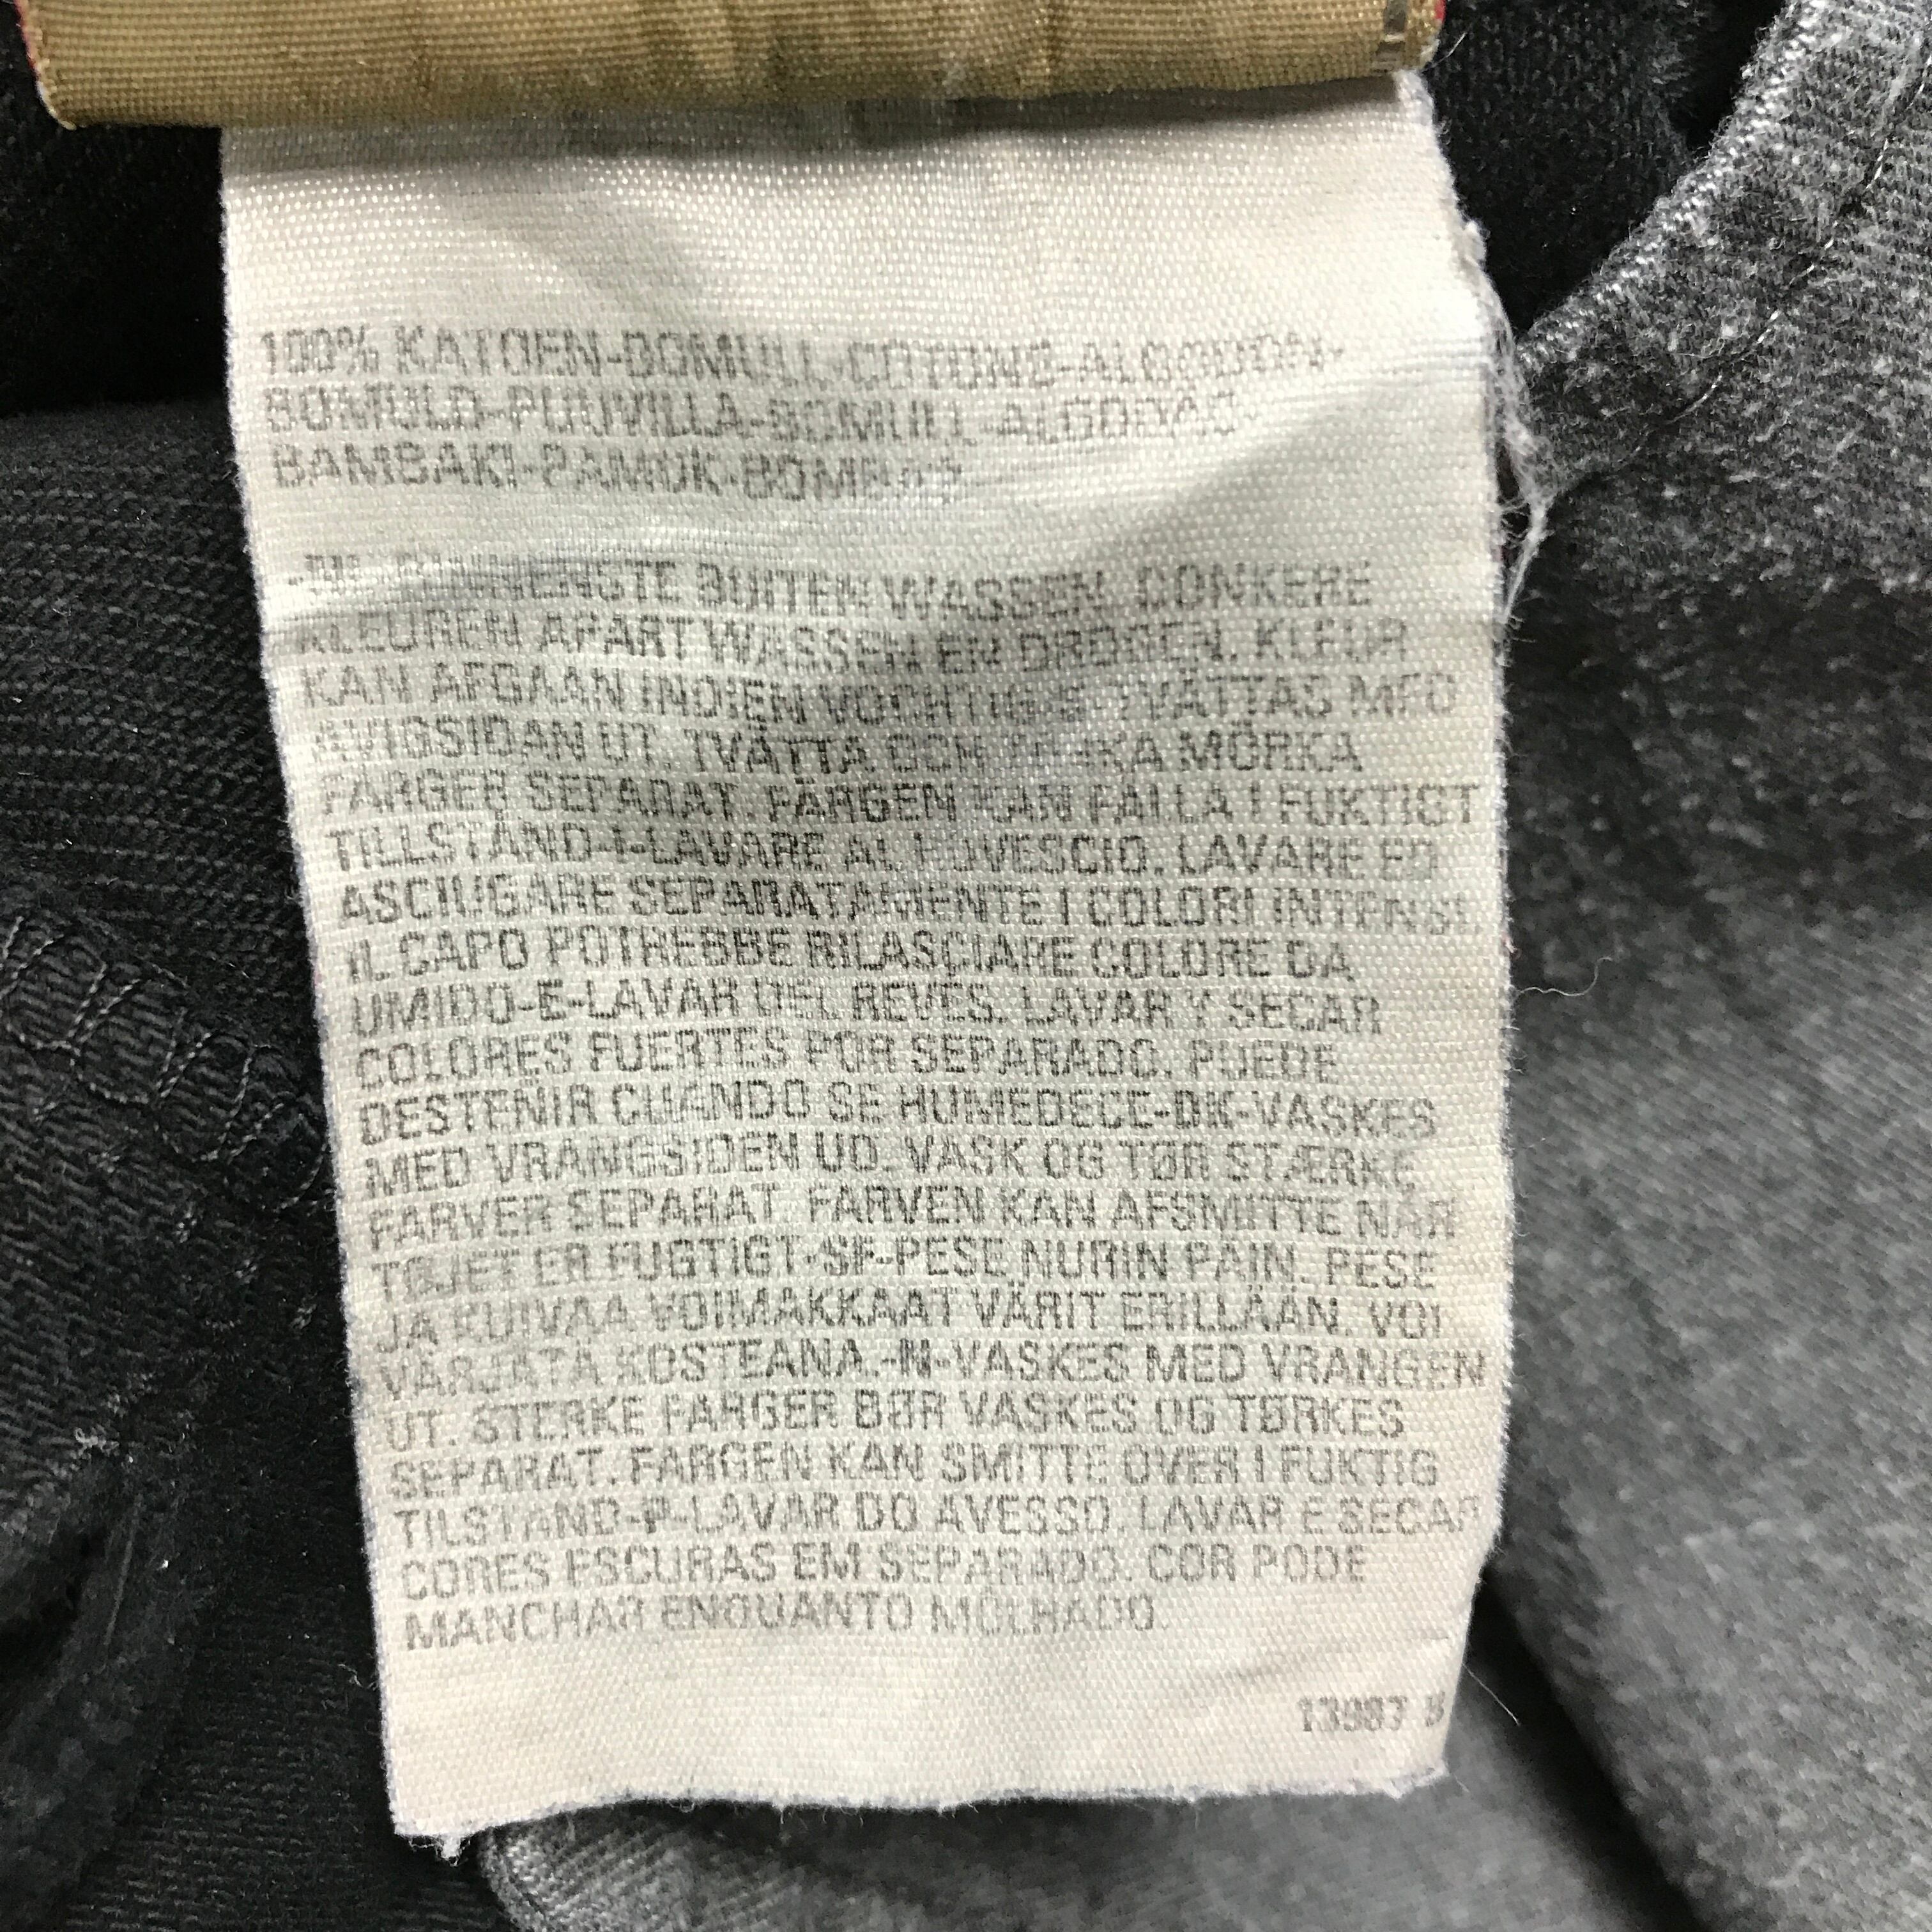 100% KATOEN-BOMULL-COTONE-ALGODON-
BOMULD-PUUVILLA-BOMULL-ALGODAO-
BAMBAKI-PAMUK-BOMBAZ
BUITEN WASSEN. DONKERE
KLEUREN APART WASSEN EN DROGEN. KLEUR
KAN AFGAAN INDIEN VOCHTIG-S-TVÄTTAS MED
AVIGSIDAN UT. TVÄTTA OCH TORKA MÖRKA
FÄRGER SEPARAT. FÄRGEN KAN FÄLLA I FUKTIGT
TILLSTÅND-I-LAVARE AL ROVESCIO. LAVARE ED
ASCIUGARE SEPARATAMENTE I COLORI INTENSI
IL CAPO POTREBBE RILASCIARE COLORE DA
UMIDO-E-LAVAR DEL REVES. LAVAR Y SECAR
COLORES FUERTES POR SEPARADO. PUEDE
DESTEÑIR CUANDO SE HUMEDECE-DK-VASKES
MED VRANGSIDEN UD. VASK OG TØR STÆRKE
FARVER SEPARAT. FARVEN KAN AFSMITTE NÅR
TØJET ER FUGTIGT-SF-PESE NURIN PAIN. PESE
JA KUIVAA VOIMAKKAAT VÄRIT ERILLÄÄN. VOI
VÄRJÄTÄ KOSTEANA.-N-VASKES MED VRANGEN
UT. STERKE FARGER BØR VASKES OG TØRKES
SEPARAT. FARGEN KAN SMITTE OVER I FUKTIG
TILSTAND-P-LAVAR DO AVESSO. LAVAR E SECAR
CORES ESCURAS EM SEPARADO. COR PODE
MANCHAR ENQUANTO MOLHADO.